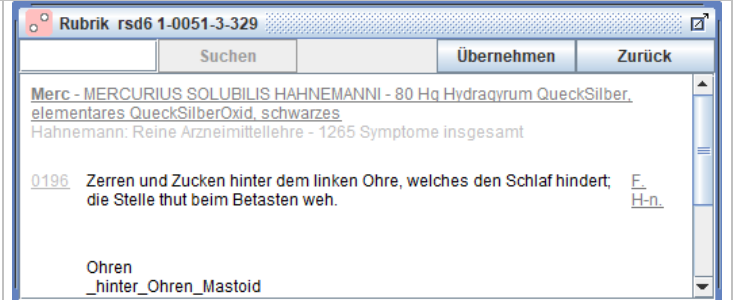 Rubrik rsd6 1-0051-3-329
Suchen Übernehmen Zurück
Merc - MERCURIUS SOLUBILIS HAHNEMANNI - 80 Hg Hydragyrum QueckSilber,
elementares QueckSilberOxid, schwarzes
Hahnemann: Reine Arzneimittellehre - 1265 Symptome insgesamt
0196 Zerren und Zucken hinter dem linken Ohre, welches den Schlaf hindert; F.
die Stelle thut beim Betasten weh. H-n.
Ohren
_hinter_Ohren_Mastoid